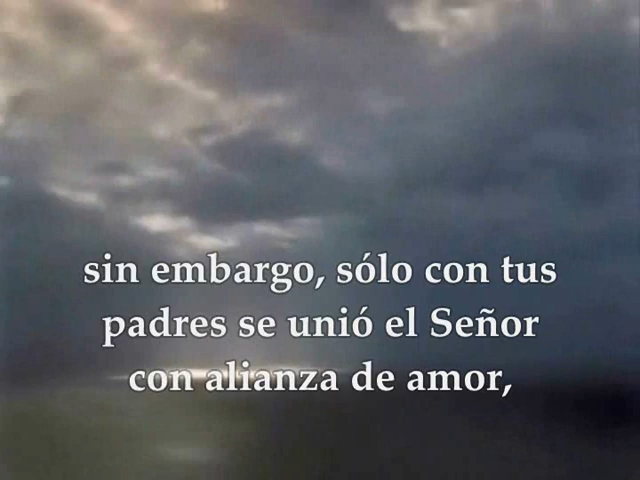 sin embargo, sólo con tus
padres se unió el Señor
con alianza de amor,